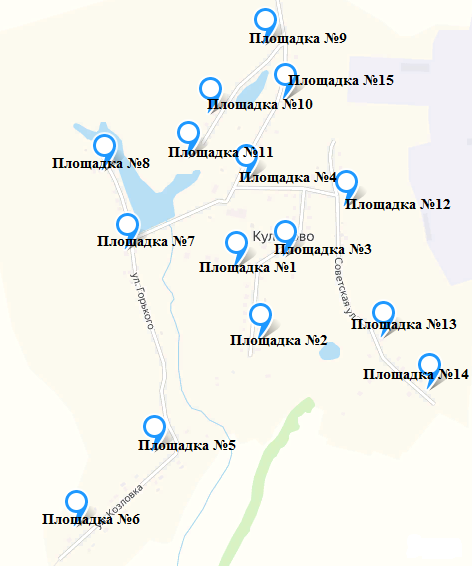 Площадка №9
Площадка №15
Площадка №10
Площадка №11
Площадка №8
Площадка №4
Площадка №12
Площадка №7
Площадка №3
Площадка №1
Советская ул.
ул. Горького
Площадка №13
Площадка №2
Площадка №14
Площадка №5
ул. Козловка
Площадка №6